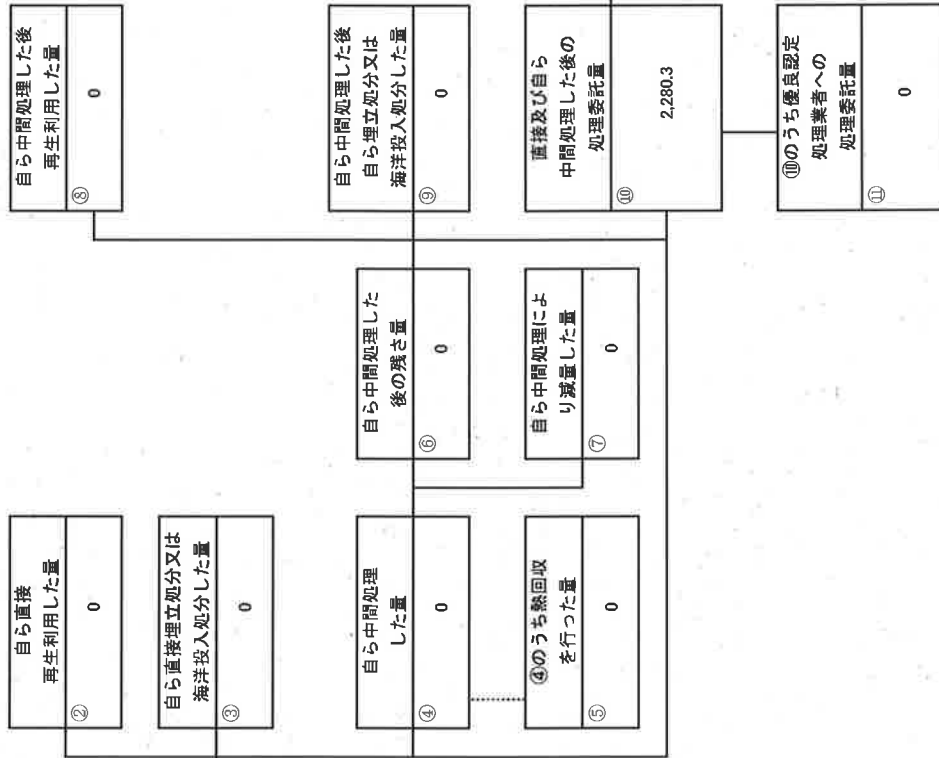 自ら直接
再生利用した量
②
0
自ら直接埋立処分又は
海洋投入処分した量
③
0
自ら中間処理
した量
④
0
④のうち熱回収
を行った量
⑤
0
自ら中間処理した
後の残さ量
⑥
0
自ら中間処理によ
り減量した量
⑦
0
自ら中間処理した後
再生利用した量
⑧
0
自ら中間処理した後
自ら埋立処分又は
海洋投入処分した量
⑨
0
直接及び自ら
中間処理した後の
処理委託量
⑩
2,280.3
⑩のうち優良認定
処理業者への
処理委託量
⑪
0